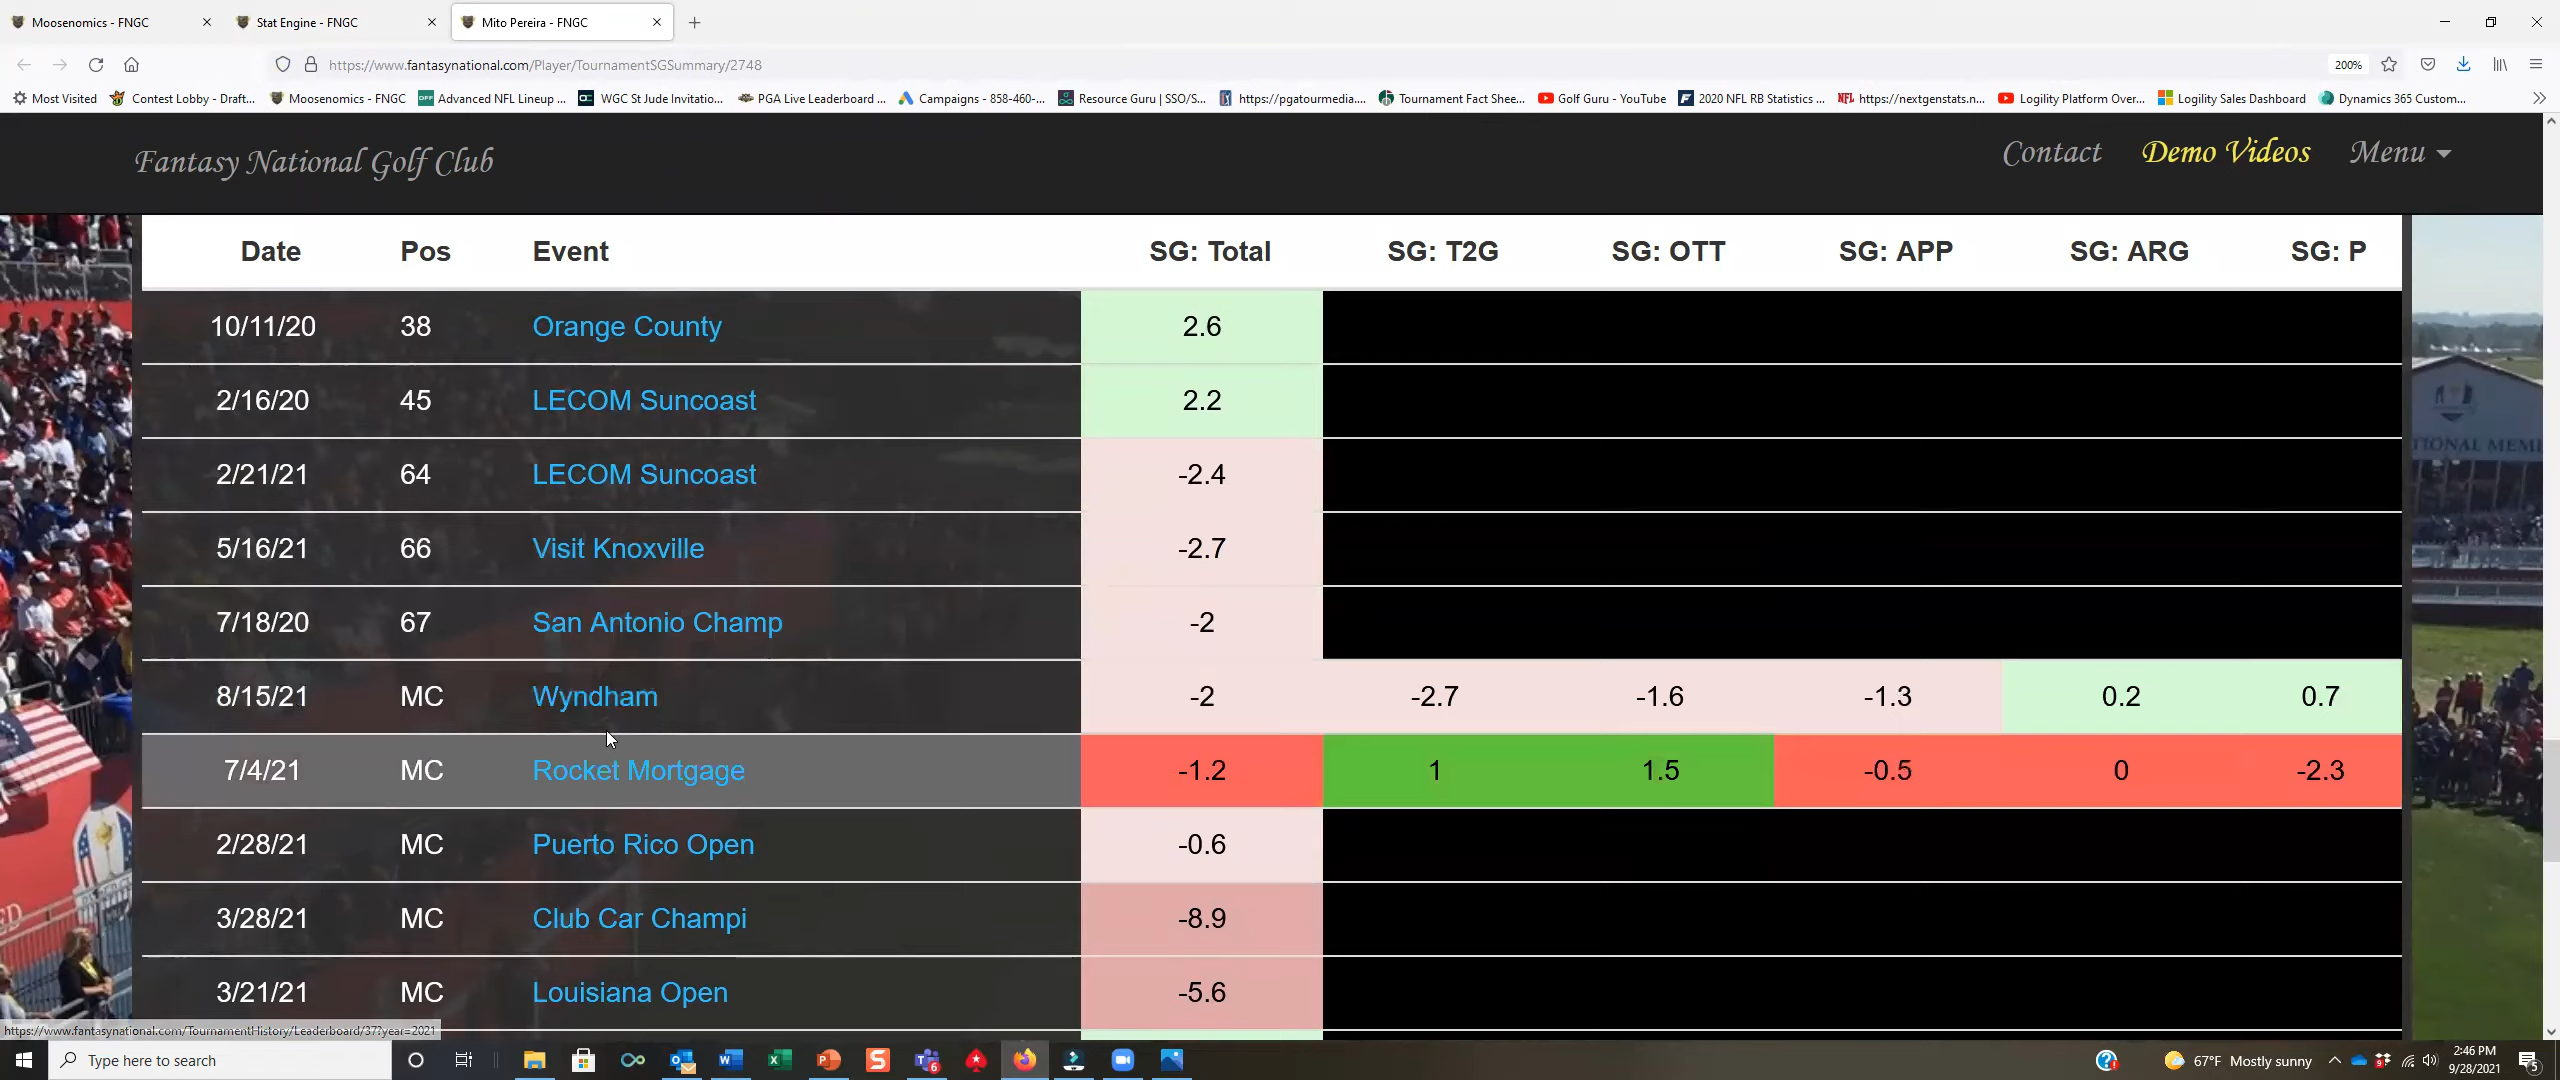 Moosenomics - FNGC
Stat Engine - FNGC
Mito Pereira - FNGC
https://www.fantasynational.com/Player/TournamentSGSummary/2748
200%
Most Visited
Contest Lobby - Draft...
Moosenomics - FNGC
Advanced NFL Lineup ...
WGC St Jude Invitatio...
PGA Live Leaderboard ...
Campaigns - 858-460-...
Resource Guru | SSO/S...
https://pgatourmedia....
Tournament Fact Shee...
Golf Guru - YouTube
2020 NFL RB Statistics ...
https://nextgenstats.n...
Logility Platform Over...
Logility Sales Dashboard
Dynamics 365 Custom...
Fantasy National Golf Club
Contact Demo Videos Menu
Date Pos Event SG: Total SG: T2G SG: OTT SG: APP SG: ARG SG: P
10/11/20 38 Orange County 2.6
2/16/20 45 LECOM Suncoast 2.2
2/21/21 64 LECOM Suncoast -2.4
5/16/21 66 Visit Knoxville -2.7
7/18/20 67 San Antonio Champ -2
8/15/21 MC Wyndham -2 -2.7 -1.6 -1.3 0.2 0.7
7/4/21 MC Rocket Mortgage -1.2 1 1.5 -0.5 0 -2.3
2/28/21 MC Puerto Rico Open -0.6
3/28/21 MC Club Car Champi -8.9
3/21/21 MC Louisiana Open -5.6
https://www.fantasynational.com/TournamentHistory/Leaderboard/37?year=2021
Type here to search
67°F Mostly sunny
2:46 PM
9/28/2021